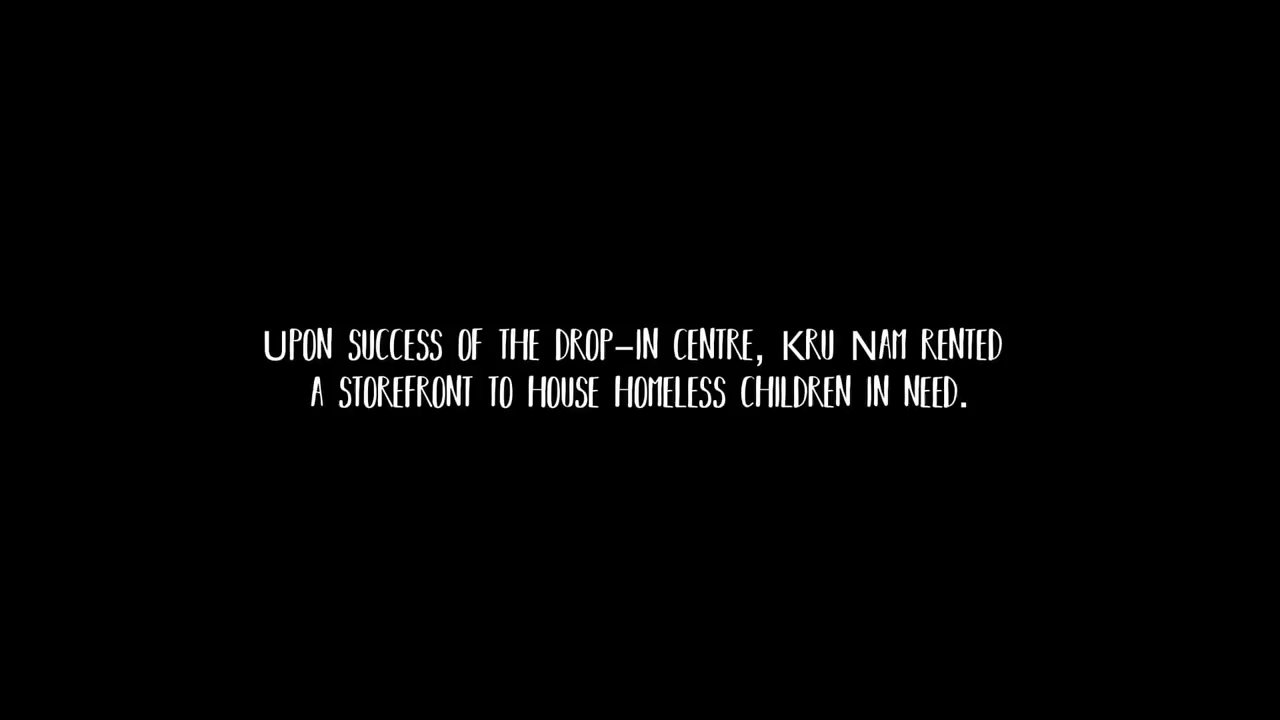 Upon success of the drop-in centre, Kru Nam rented
a storefront to house homeless children in need.